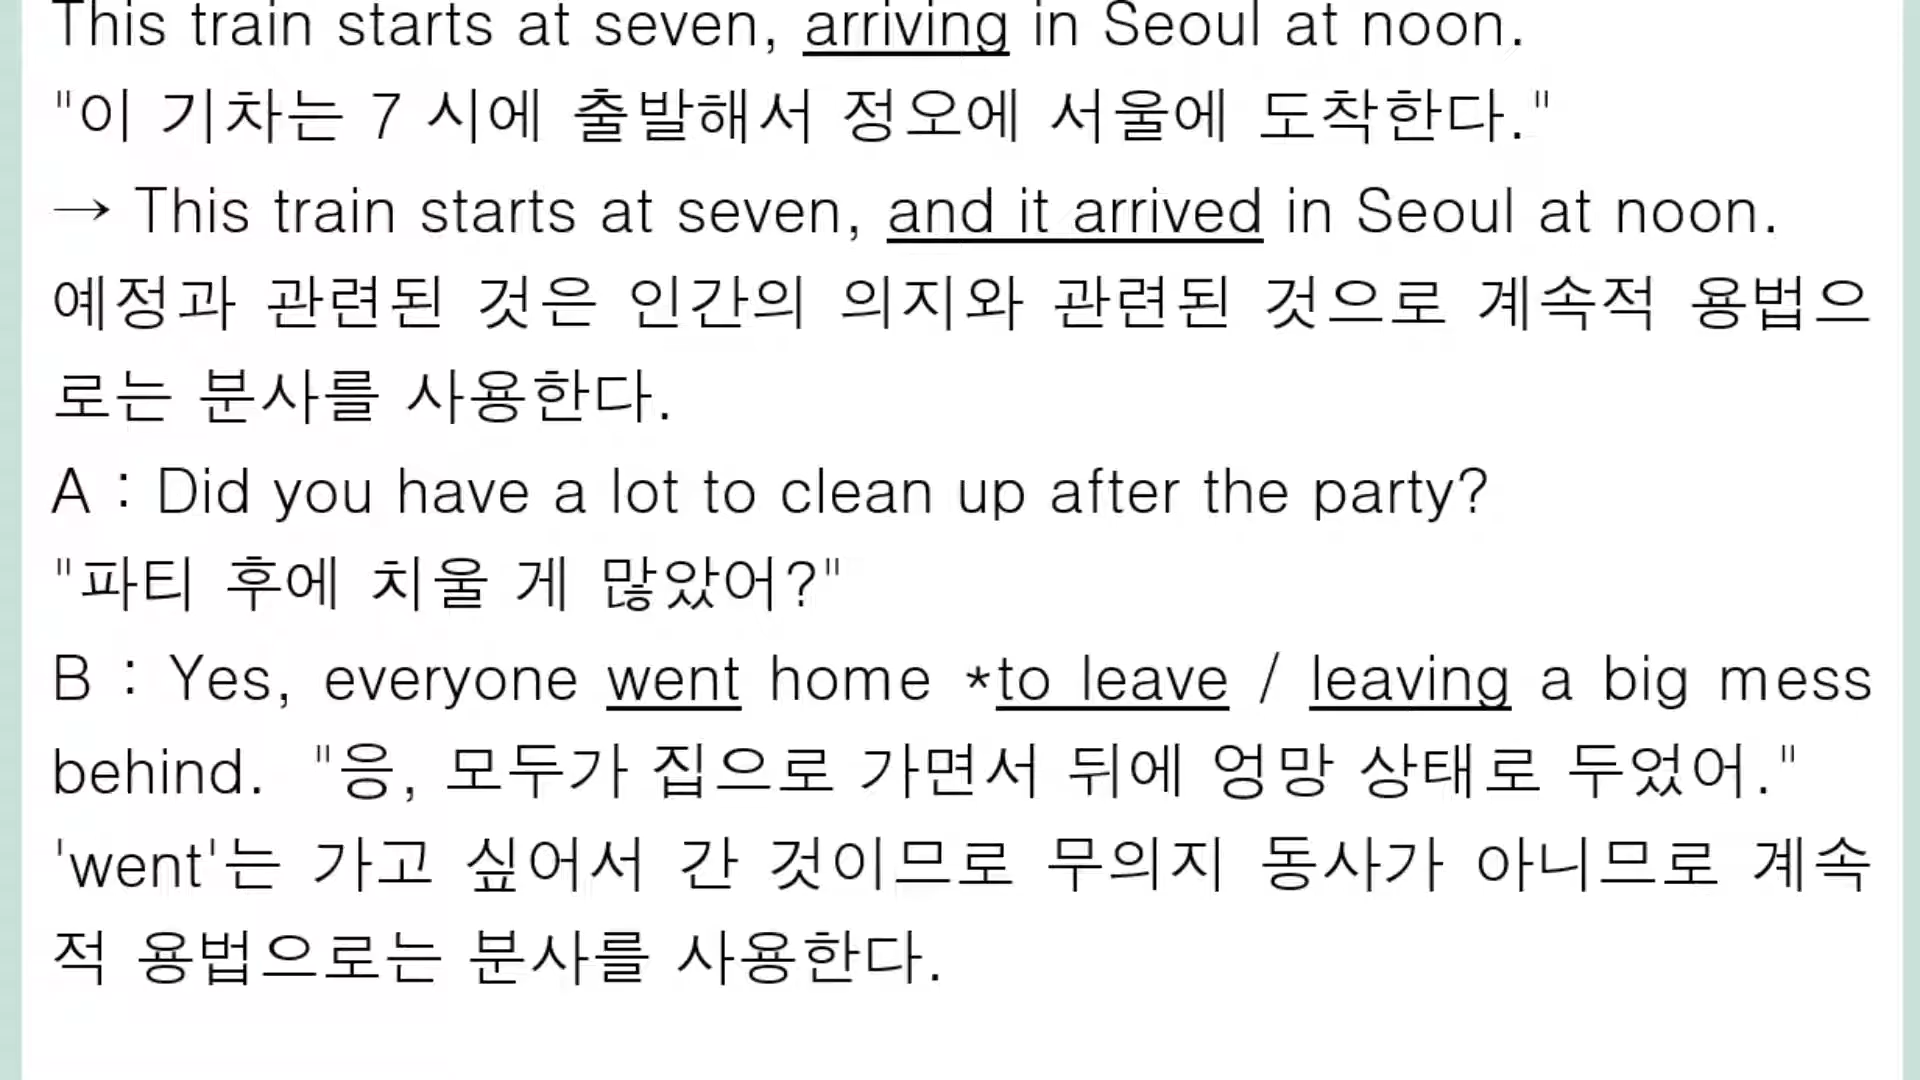 This train starts at seven, arriving in Seoul at noon.
"이 기차는 7 시에 출발해서 정오에 서울에 도착한다."
→ This train starts at seven, and it arrived in Seoul at noon.
예정과 관련된 것은 인간의 의지와 관련된 것으로 계속적 용법으
로는 분사를 사용한다.
A : Did you have a lot to clean up after the party?
"파티 후에 치울 게 많았어?"
B : Yes, everyone went home *to leave / leaving a big mess
behind. "응, 모두가 집으로 가면서 뒤에 엉망 상태로 두었어."
'went'는 가고 싶어서 간 것이므로 무의지 동사가 아니므로 계속
적 용법으로는 분사를 사용한다.